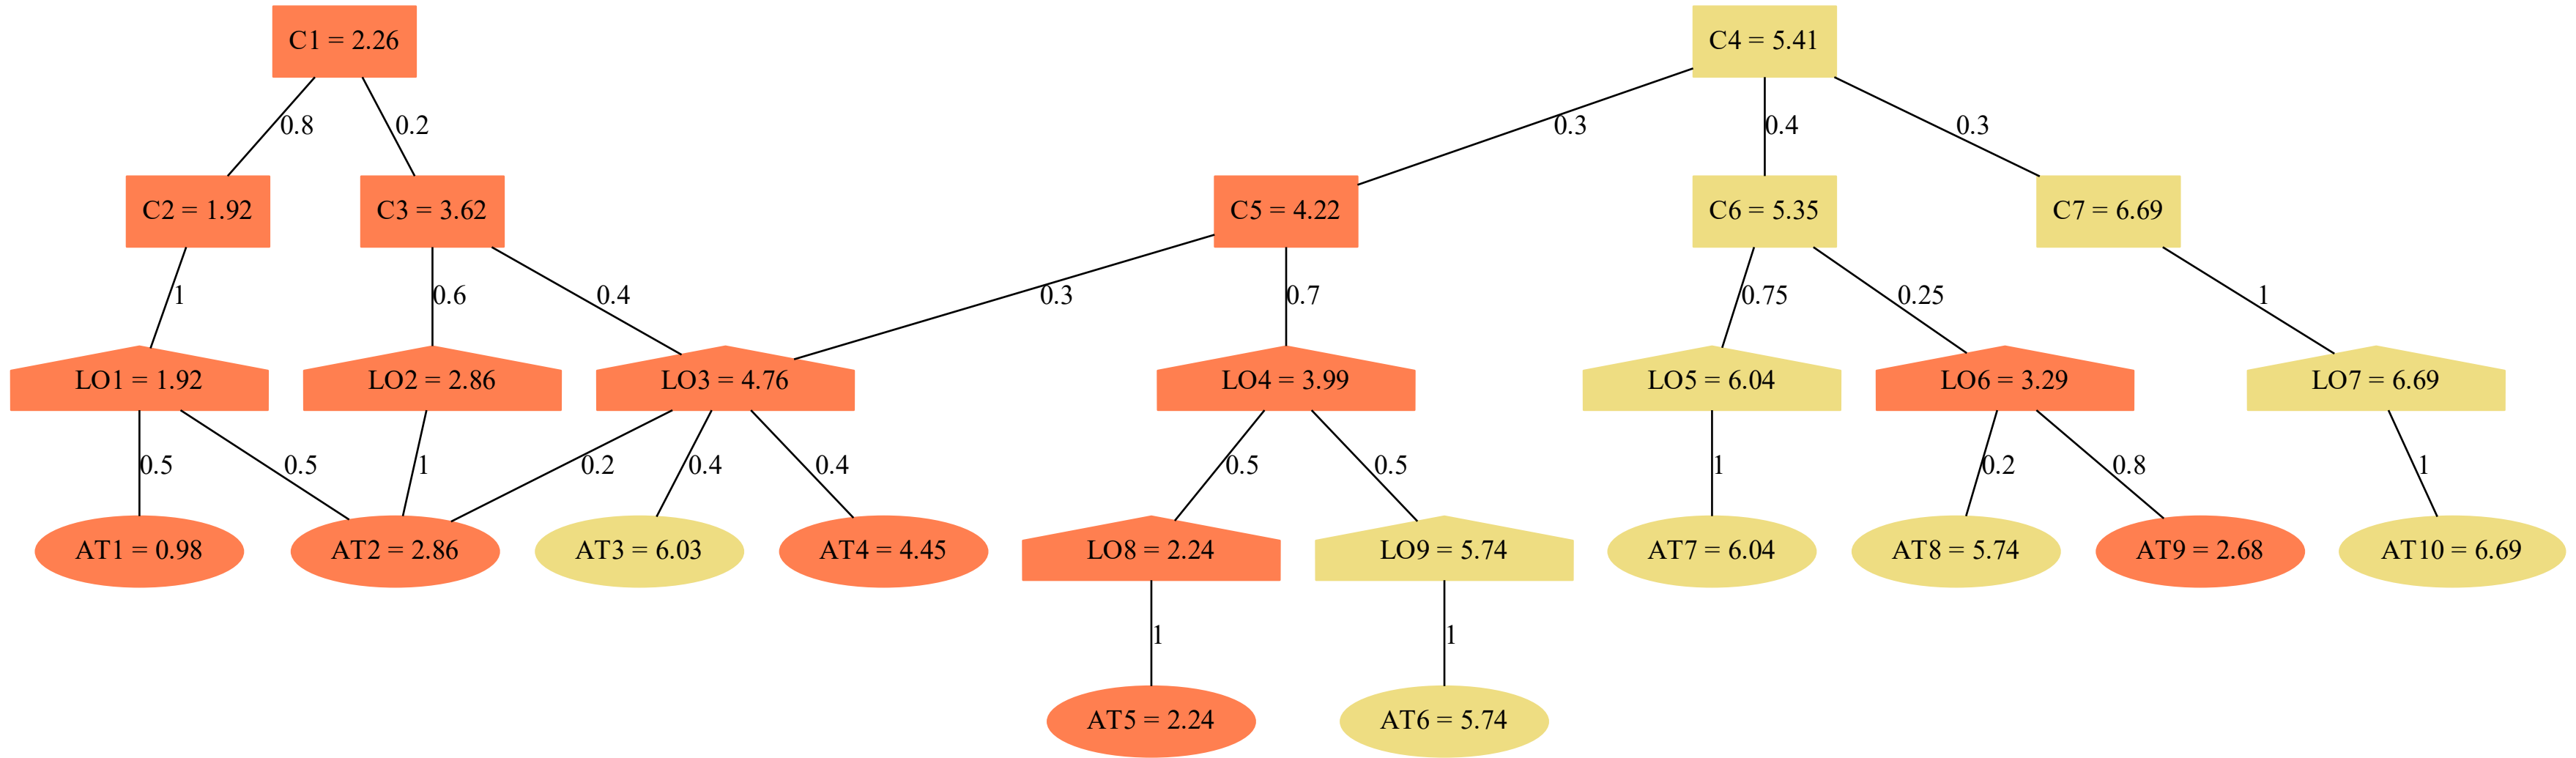 C1 = 2.26
C4 = 5.41
0.8
0.2
0.3
0.4
0.3
C2 = 1.92
C3 = 3.62
C5 = 4.22
C6 = 5.35
C7 = 6.69
1
0.6
0.4
0.3
0.7
0.75
0.25
1
LO1 = 1.92
LO2 = 2.86
LO3 = 4.76
LO4 = 3.99
LO5 = 6.04
LO6 = 3.29
LO7 = 6.69
0.5
0.5
1
0.2
0.4
0.4
0.5
0.5
1
0.2
0.8
1
AT1 = 0.98
AT2 = 2.86
AT3 = 6.03
AT4 = 4.45
LO8 = 2.24
LO9 = 5.74
AT7 = 6.04
AT8 = 5.74
AT9 = 2.68
AT10 = 6.69
1
1
AT5 = 2.24
AT6 = 5.74